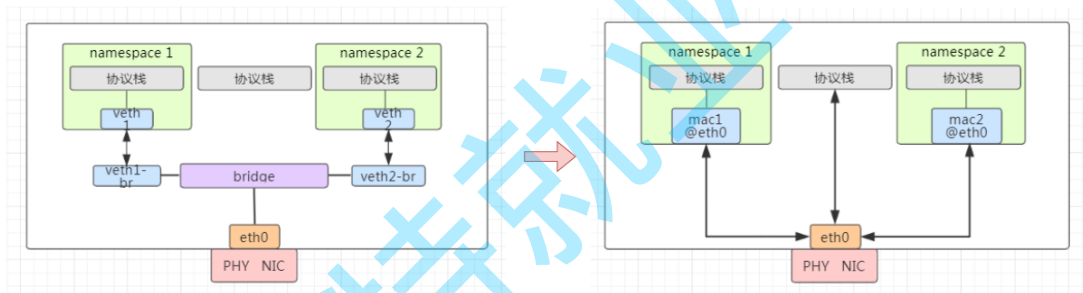 namespace 1
协议栈
veth
1
协议栈
namespace 2
协议栈
veth
2
veth1-
br
bridge
veth2-br
eth0
PHY NIC
namespace 1
协议栈
mac1
@eth0
协议栈
namespace 2
协议栈
mac2
@eth0
eth0
PHY NIC
就业